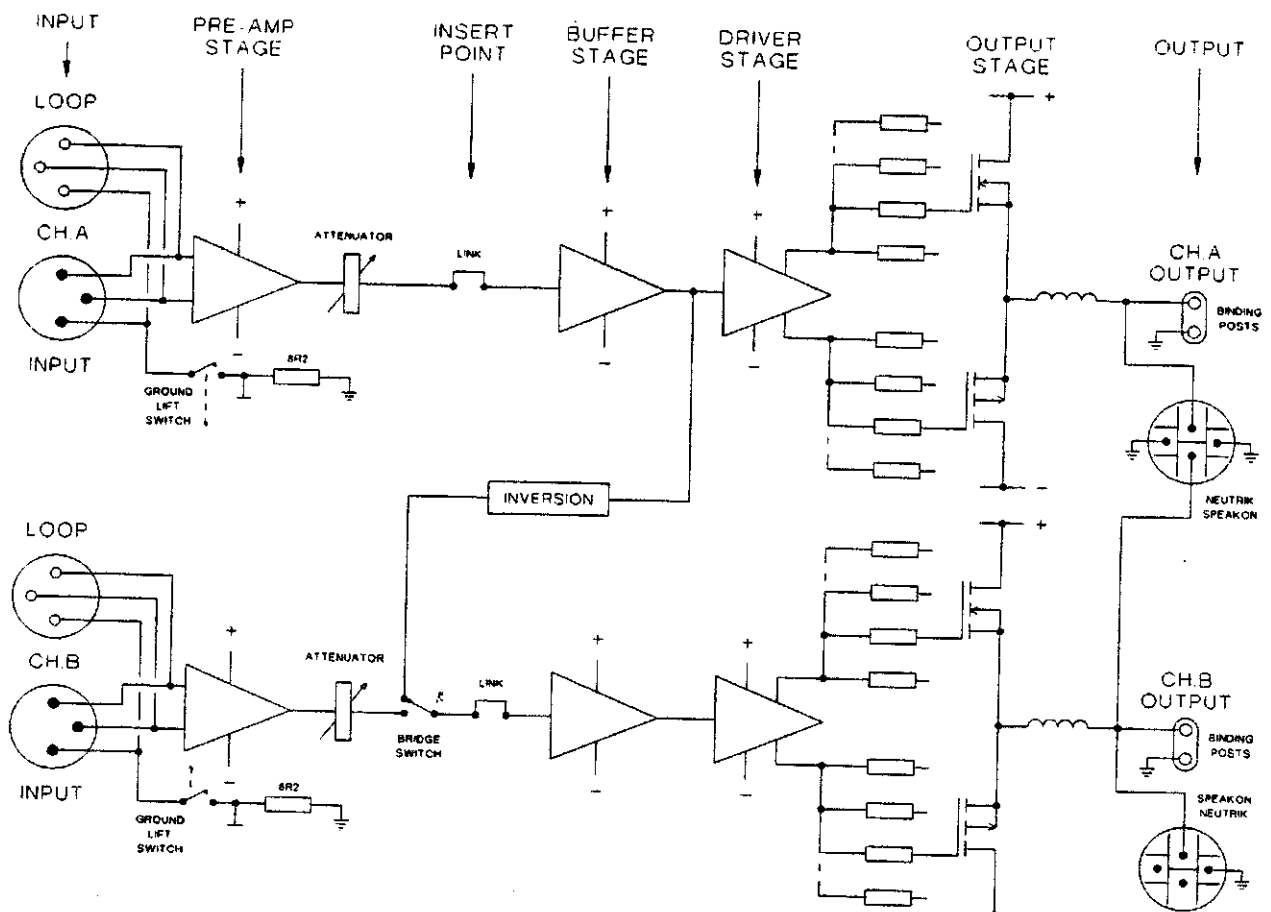 INPUT
PRE-AMP
STAGE
INSERT
POINT
BUFFER
STAGE
DRIVER
STAGE
OUTPUT
STAGE
OUTPUT
LOOP
+
CH.A
INPUT
+
-
ATTENUATOR
LINK
+
-
+
-
CH.A
OUTPUT
BINDING
POSTS
GROUND
LIFT
SWITCH
8R2
INVERSION
-
+
NEUTRIK
SPEAKON
LOOP
CH.B
INPUT
+
-
ATTENUATOR
BRIDGE
SWITCH
LINK
+
-
+
-
CH.B
OUTPUT
BINDING
POSTS
GROUND
LIFT
SWITCH
8R2
SPEAKON
NEUTRIK